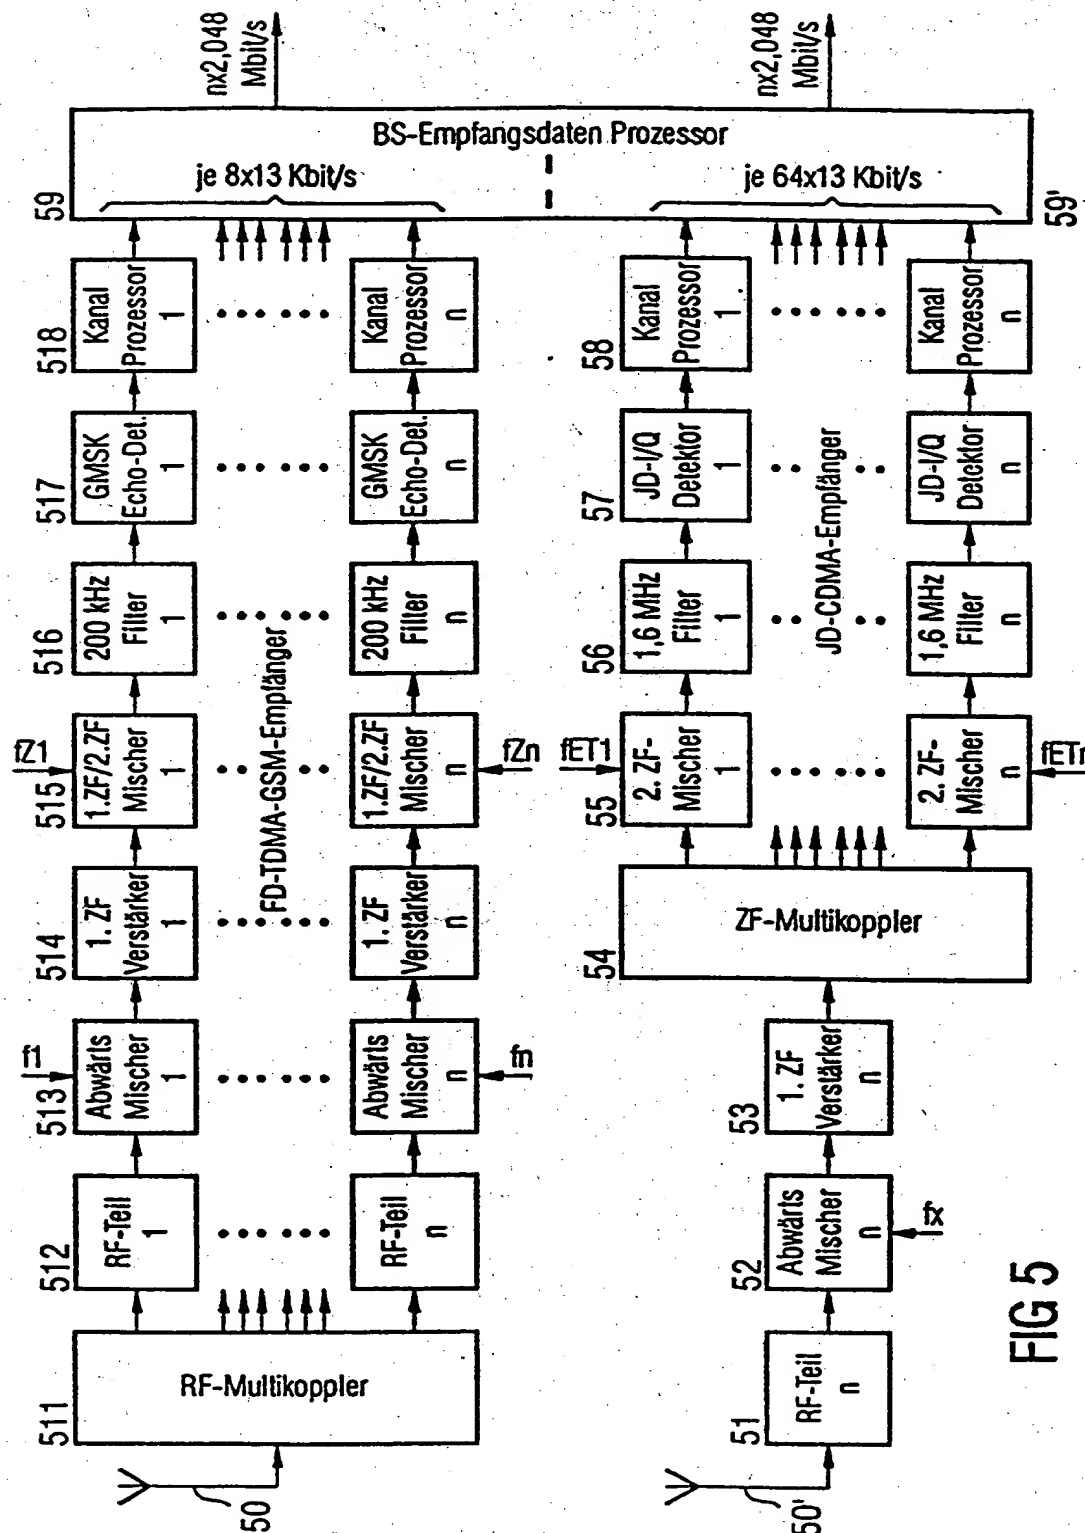 50
511
RF-Multikoppler
512
RF-Teil
1
RF-Teil
n
f1
513
Abwärts
Mischer
1
Abwärts
Mischer
n
fn
514
1. ZF
Verstärker
1
1. ZF
Verstärker
n
fZ1
515
1.ZF/2.ZF
Mischer
1
1.ZF/2.ZF
Mischer
n
fZn
516
200 kHz
Filter
1
200 kHz
Filter
n
517
GMSK
Echo-Det.
1
GMSK
Echo-Det.
n
518
Kanal
Prozessor
1
Kanal
Prozessor
n
FD-TDMA-GSM-Empfänger
59
je 8x13 Kbit/s
BS-Empfangsdaten Prozessor
nx2,048
Mbit/s
50'
51
RF-Teil
n
52
Abwärts
Mischer
n
fx
53
1. ZF
Verstärker
n
54
ZF-Multikoppler
fET1
55
2. ZF-
Mischer
1
2. ZF-
Mischer
n
fETn
56
1,6 MHz
Filter
1
1,6 MHz
Filter
n
57
JD-I/Q
Detektor
1
JD-I/Q
Detektor
n
58
Kanal
Prozessor
1
Kanal
Prozessor
n
JD-CDMA-Empfänger
je 64x13 Kbit/s
59'
nx2,048
Mbit/s
FIG 5